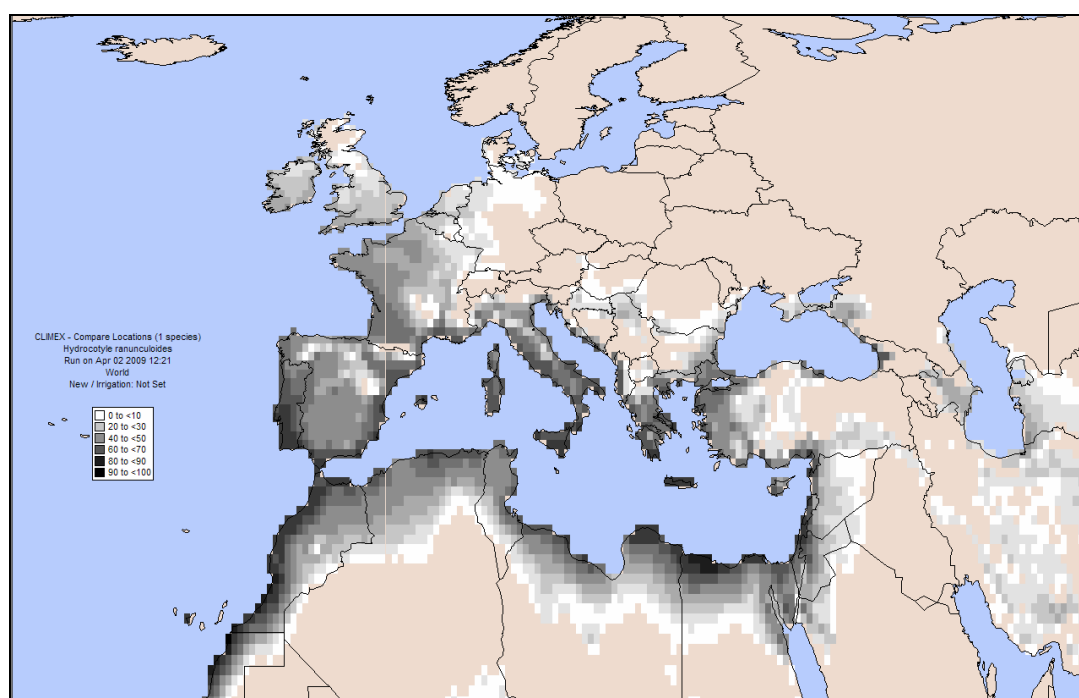 CLIMEX - Compare Locations (1 species)
Hydrocotyle ranunculoides
Run on Apr 02 2009 12:21
World
New / Irrigation: Not Set
0 to <10
20 to <30
40 to <50
60 to <70
80 to <90
90 to <100